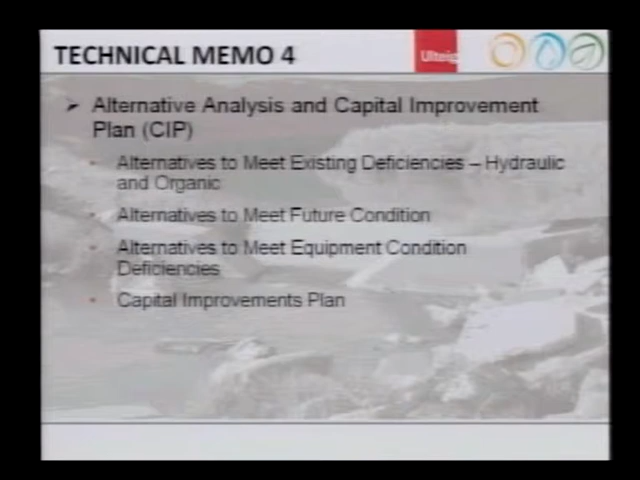 TECHNICAL MEMO 4
Ulteig
Alternative Analysis and Capital Improvement
Plan (CIP)
Alternatives to Meet Existing Deficiencies – Hydraulic
and Organic
Alternatives to Meet Future Condition
Alternatives to Meet Equipment Condition
Deficiencies
Capital Improvements Plan